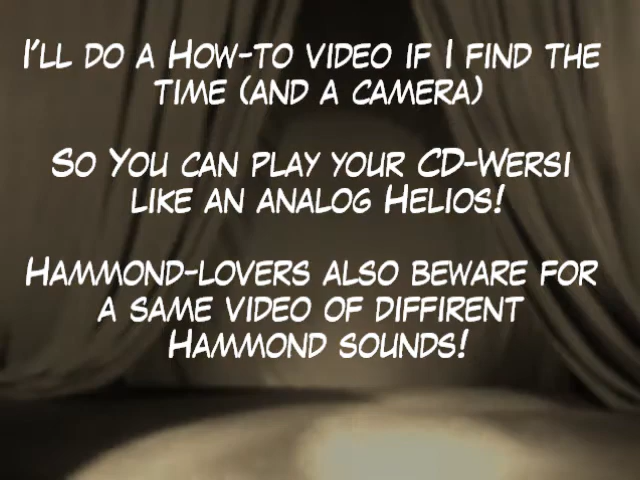 I'll do a How-to video if I find the
time (and a camera)
So You can play your CD-Wersi
like an analog Helios!
Hammond-lovers also beware for
a same video of diffirent
Hammond sounds!